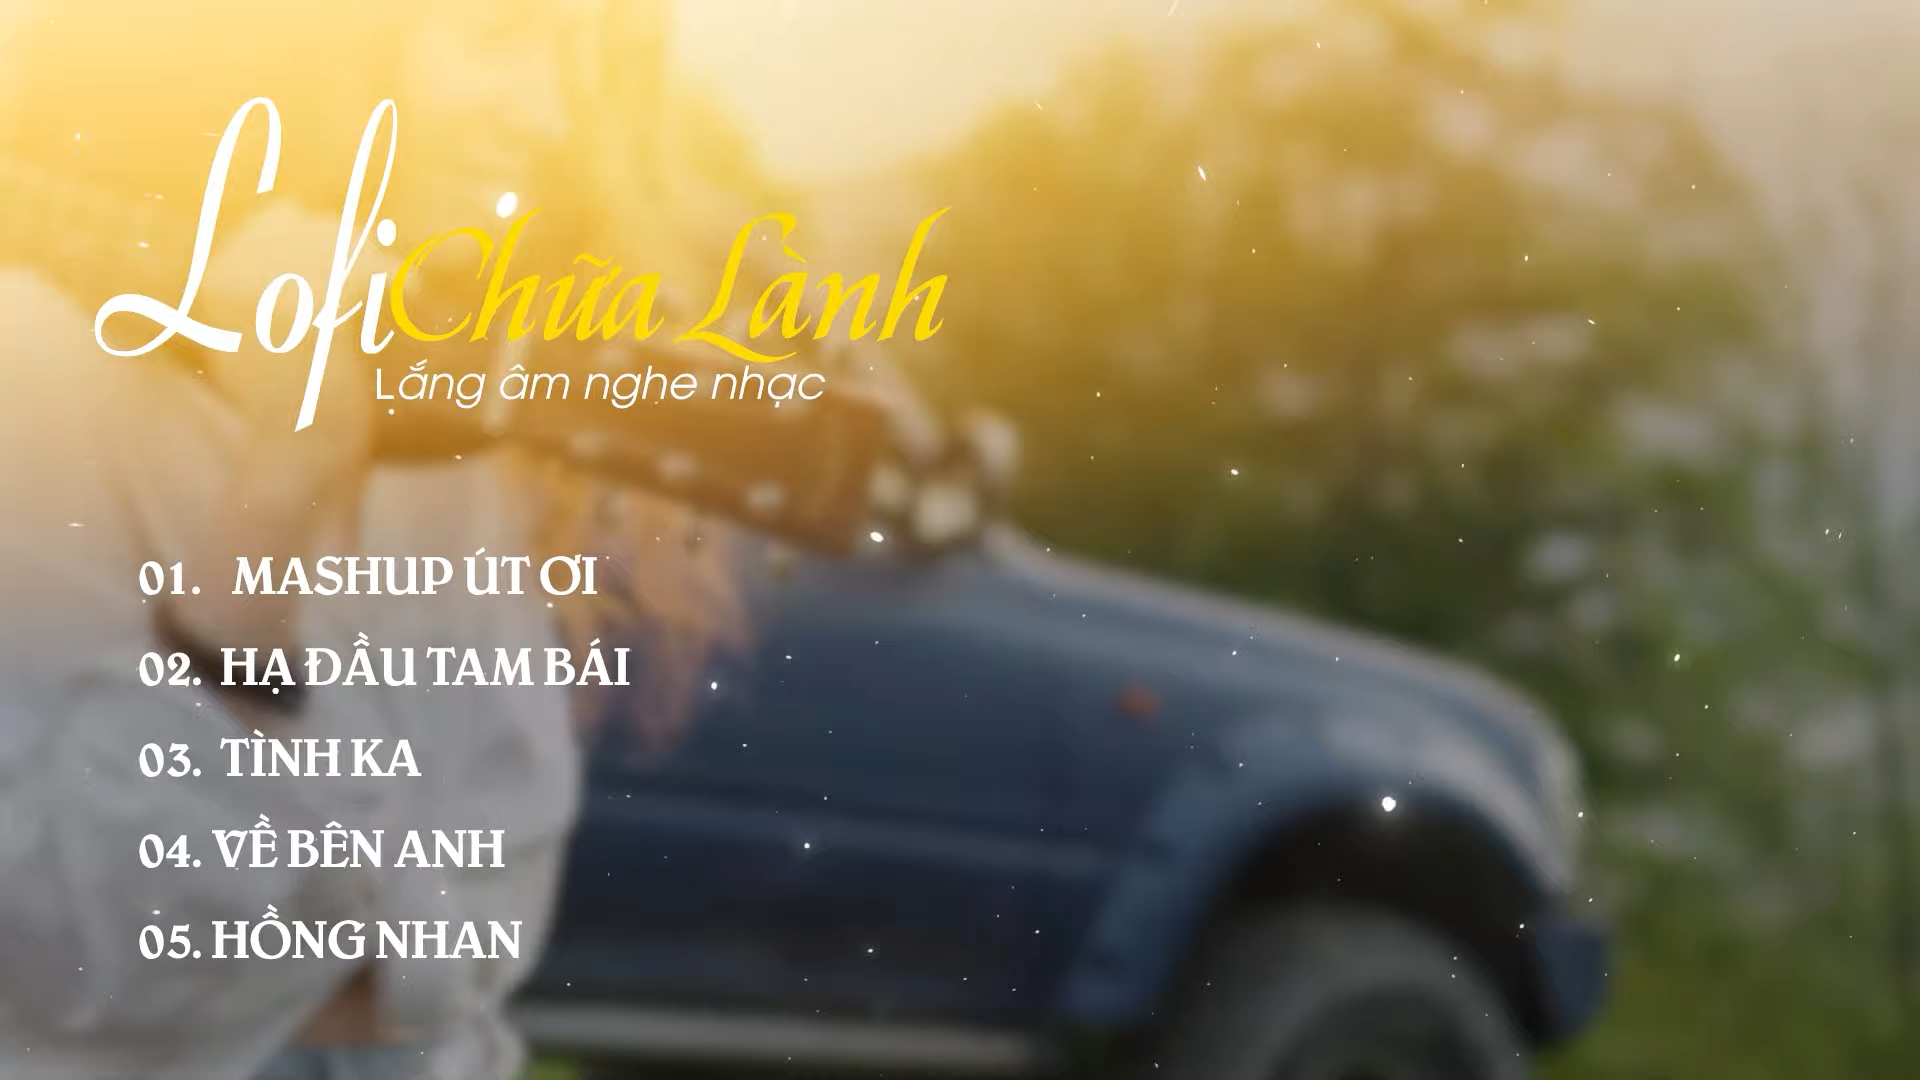 Lofi Chữa Lành
Lắng âm nghe nhạc
01. MASHUP ÚT ƠI
02. HẠ ĐẦU TAM BÁI
03. TÌNH KA
04. VỀ BÊN ANH
05. HỒNG NHAN